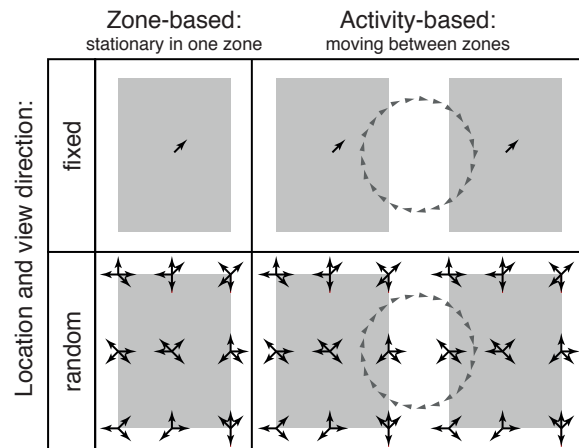 Zone-based:
stationary in one zone
Activity-based:
moving between zones
Location and view direction:
fixed
random